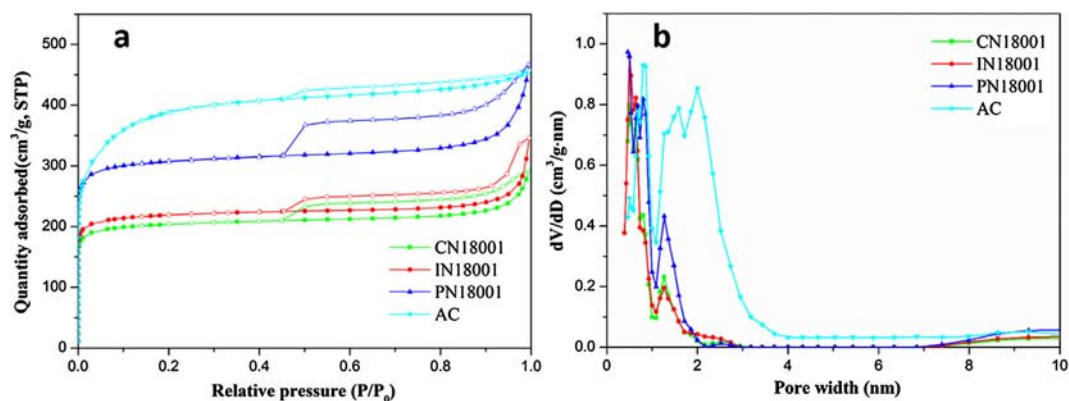 a
Quantity adsorbed(cm³/g, STP)
500
400
300
200
100
0
CN18001
IN18001
PN18001
AC
0.0 0.2 0.4 0.6 0.8 1.0
Relative pressure (P/P₀)
b
dV/dD (cm³/g·nm)
1.0
0.8
0.6
0.4
0.2
0.0
CN18001
IN18001
PN18001
AC
0 2 4 6 8 10
Pore width (nm)